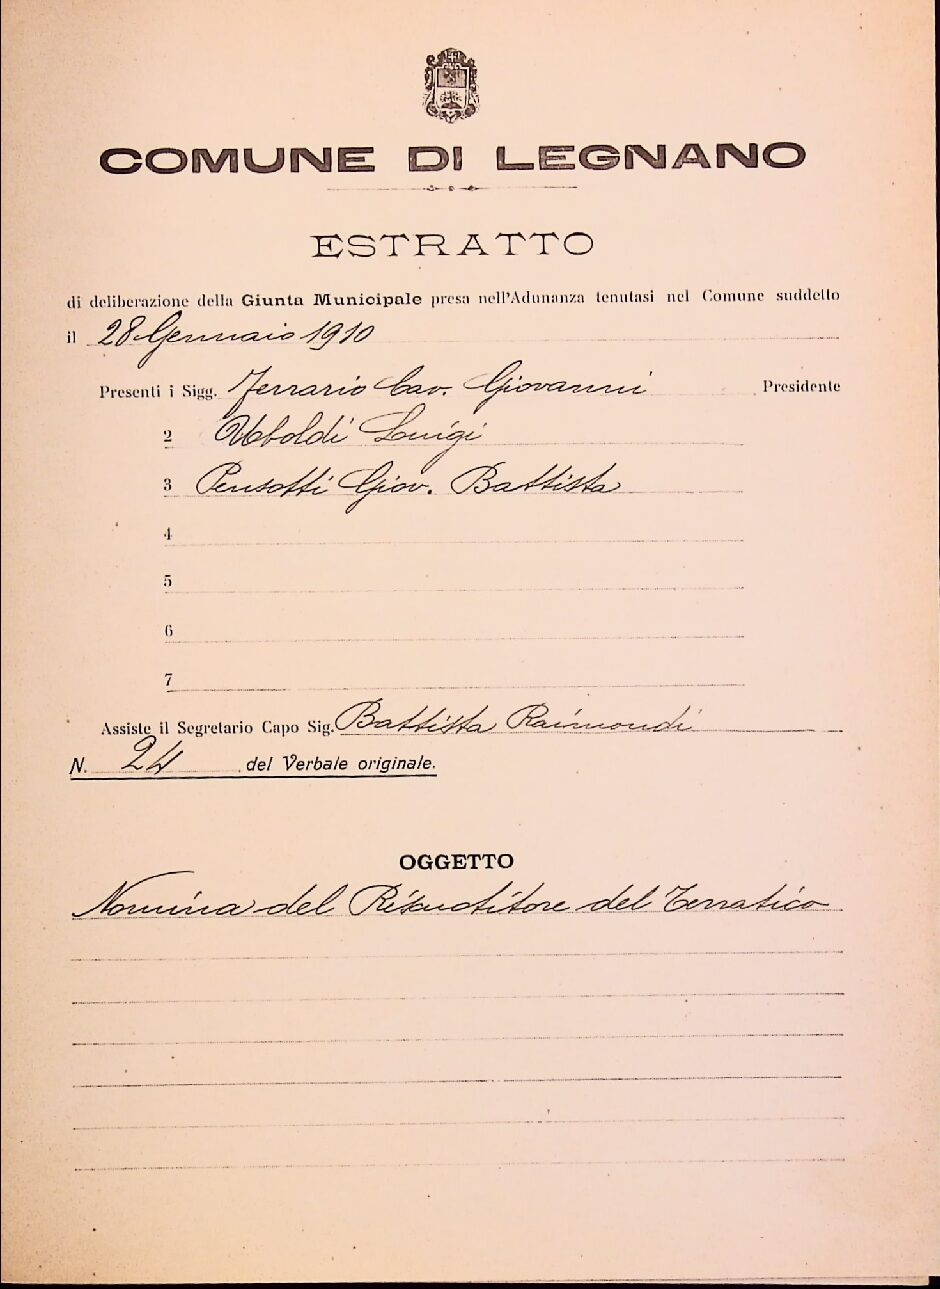 COMUNE DI LEGNANO
ESTRATTO
di deliberazione della Giunta Municipale presa nell'Adunanza tenutasi nel Comune suddetto
il 28 Gennaio 1910
Presenti i Sigg. Ferrario Cav. Giovanni Presidente
2 Uboldi Luigi
3 Pensotti Giov. Battista
4
5
6
7
Assiste il Segretario Capo Sig. Battista Raimondi
N. 24 del Verbale originale.
OGGETTO
Nomina del Riscuotitore del Terratico